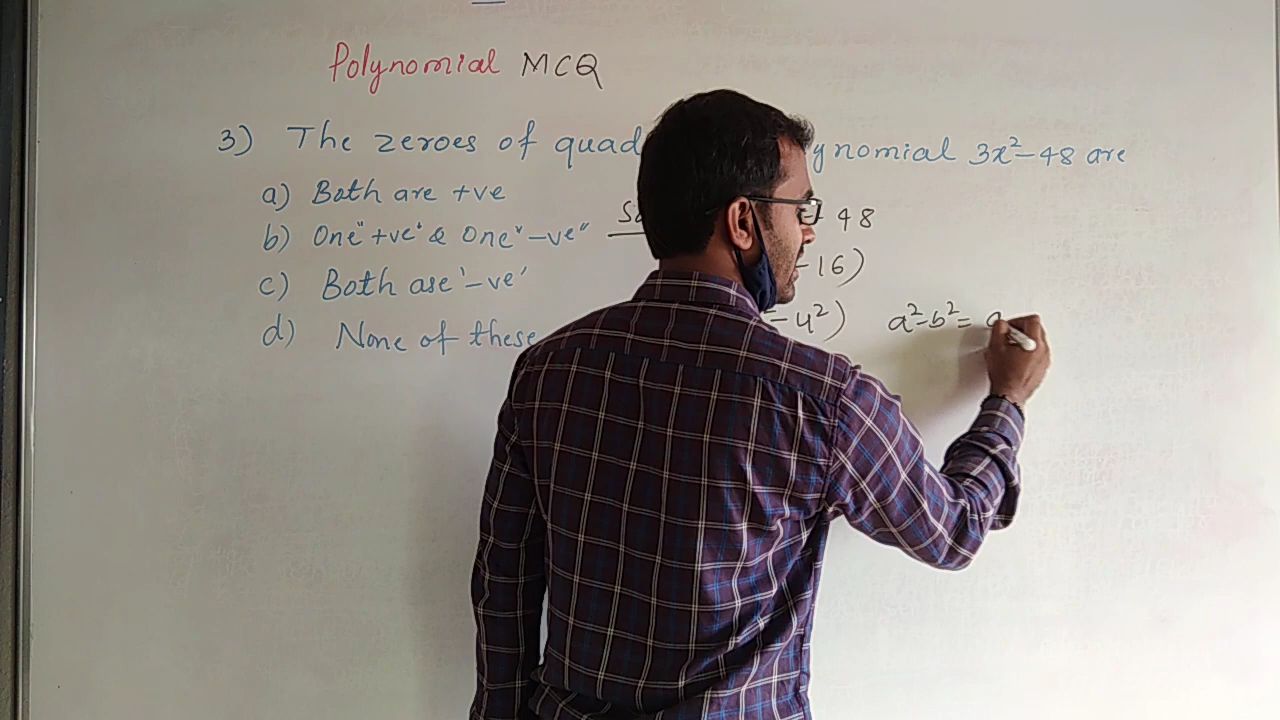 Polynomial MCQ
3) The zeroes of quad ynomial 3x²-48 are
a) Both are +ve
b) One "+ve" & One "-ve"
48
c) Both are '-ve'
-16)
d) None of these
- 4²) a²-b²= a